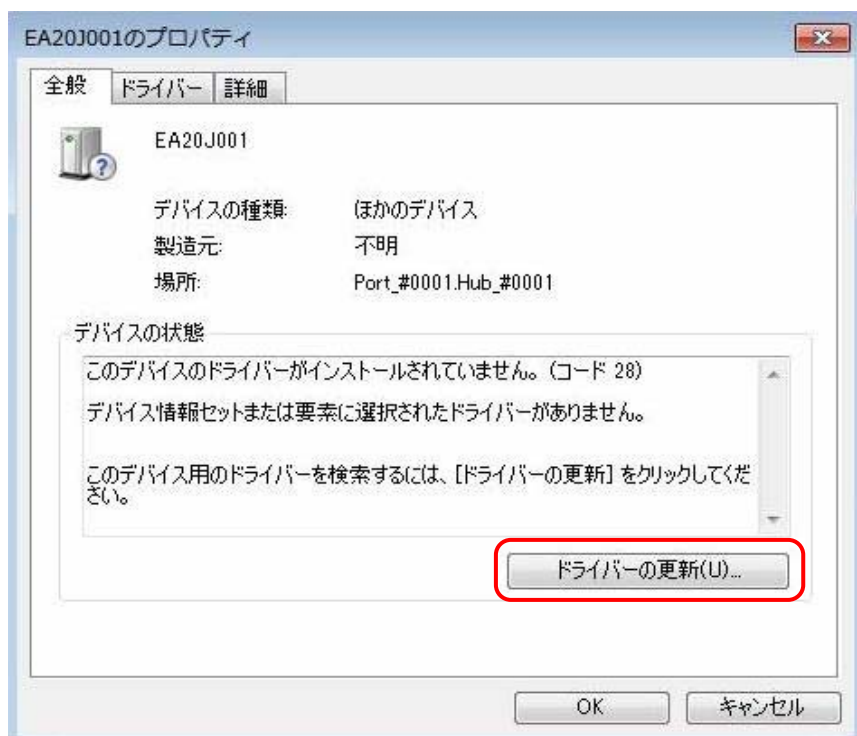 EA20J001のプロパティ
全般 ドライバー 詳細
EA20J001
デバイスの種類: ほかのデバイス
製造元: 不明
場所: Port_#0001.Hub_#0001
デバイスの状態
このデバイスのドライバーがインストールされていません。(コード 28)
デバイス情報セットまたは要素に選択されたドライバーがありません。
このデバイス用のドライバーを検索するには、[ドライバーの更新] をクリックしてくだ
さい。
ドライバーの更新(U)...
OK キャンセル